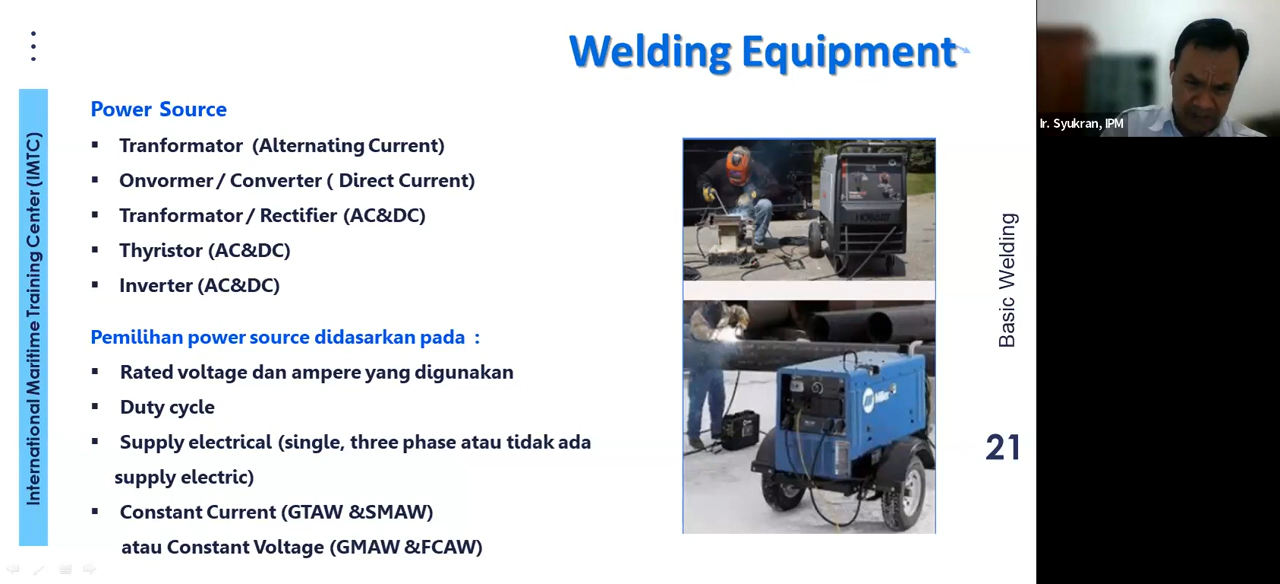 Welding Equipment
International Maritime Training Center (IMTC)
Power Source
▪ Tranformator (Alternating Current)
▪ Onvormer / Converter ( Direct Current)
▪ Tranformator / Rectifier (AC&DC)
▪ Thyristor (AC&DC)
▪ Inverter (AC&DC)
Pemilihan power source didasarkan pada :
▪ Rated voltage dan ampere yang digunakan
▪ Duty cycle
▪ Supply electrical (single, three phase atau tidak ada
supply electric)
▪ Constant Current (GTAW &SMAW)
atau Constant Voltage (GMAW &FCAW)
HOBART
Miller
Basic Welding
21
Ir. Syukran, IPM